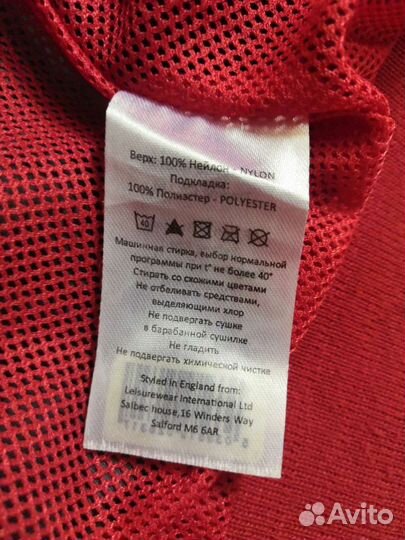 Верх: 100% Нейлон - NYLON
Подкладка:
100% Полиэстер - POLYESTER
40
Машинная стирка, выбор нормальной
программы при t° не более 40°
Стирать со схожими цветами
Не отбеливать средствами,
выделяющими хлор
Не подвергать сушке
в барабанной сушилке
Не гладить
Не подвергать химической чистке
Styled in England from:
Leisurewear International Ltd
Salbec house,16 Winders Way
Salford M6 6AR
Avito